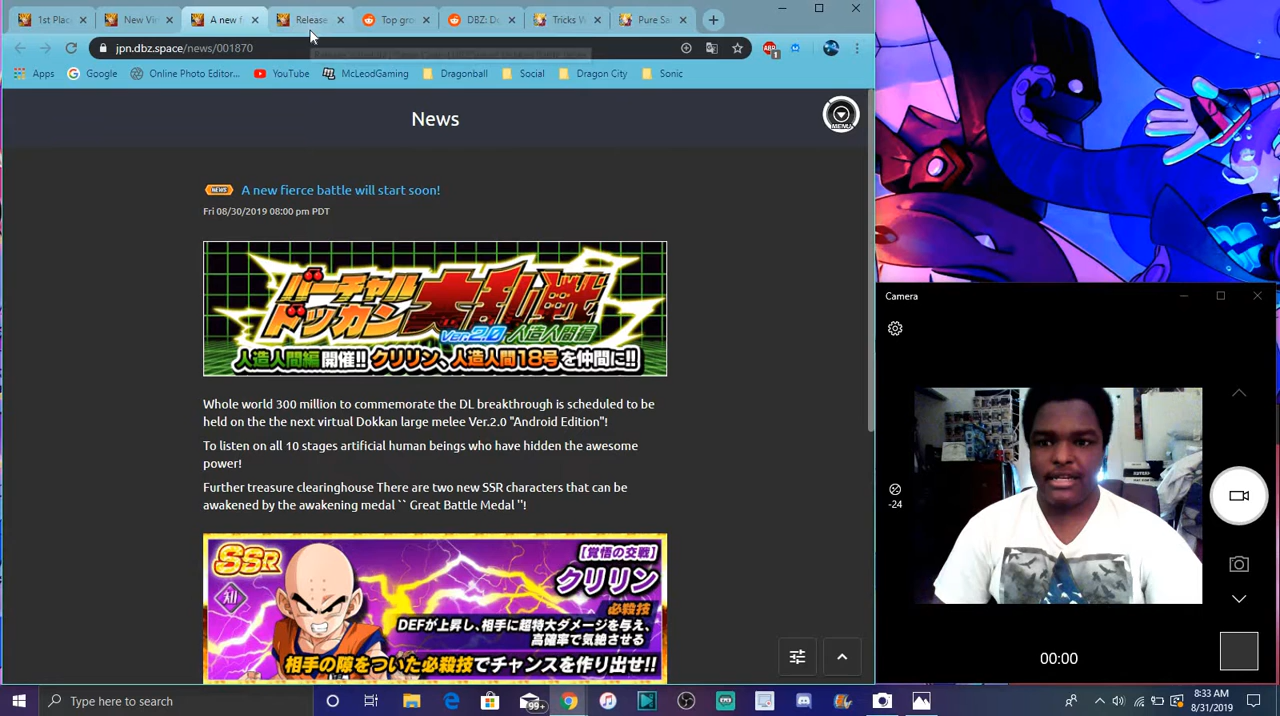 1st Place
New Vir
A new f
Release
Top gro
DBZ: D
Tricks W
Pure Sa
jpn.dbz.space/news/001870
Apps
Google
Online Photo Editor...
YouTube
McLeodGaming
Dragonball
Social
Dragon City
Sonic
News
MENU
NEWS A new fierce battle will start soon!
Fri 08/30/2019 08:00 pm PDT
バーチャル
ドッカン
大乱戦
Ver.2.0 人造人間編
人造人間編開催!! クリリン、人造人間18号を仲間に!!
Whole world 300 million to commemorate the DL breakthrough is scheduled to be
held on the the next virtual Dokkan large melee Ver.2.0 "Android Edition"!
To listen on all 10 stages artificial human beings who have hidden the awesome
power!
Further treasure clearinghouse There are two new SSR characters that can be
awakened by the awakening medal `` Great Battle Medal ''!
SSR
知
[覚悟の交戦]
クリリン
必殺技
DEFが上昇し、相手に超特大ダメージを与え、
高確率で気絶させる
相手の隙をついた必殺技でチャンスを作り出せ!!
Camera
-24
00:00
Type here to search
99+
8:33 AM
8/31/2019